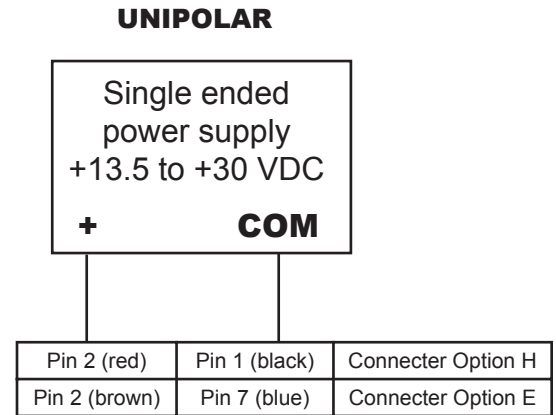 UNIPOLAR
Single ended
power supply
+13.5 to +30 VDC
+ COM
Pin 2 (red) Pin 1 (black) Connecter Option H
Pin 2 (brown) Pin 7 (blue) Connecter Option E